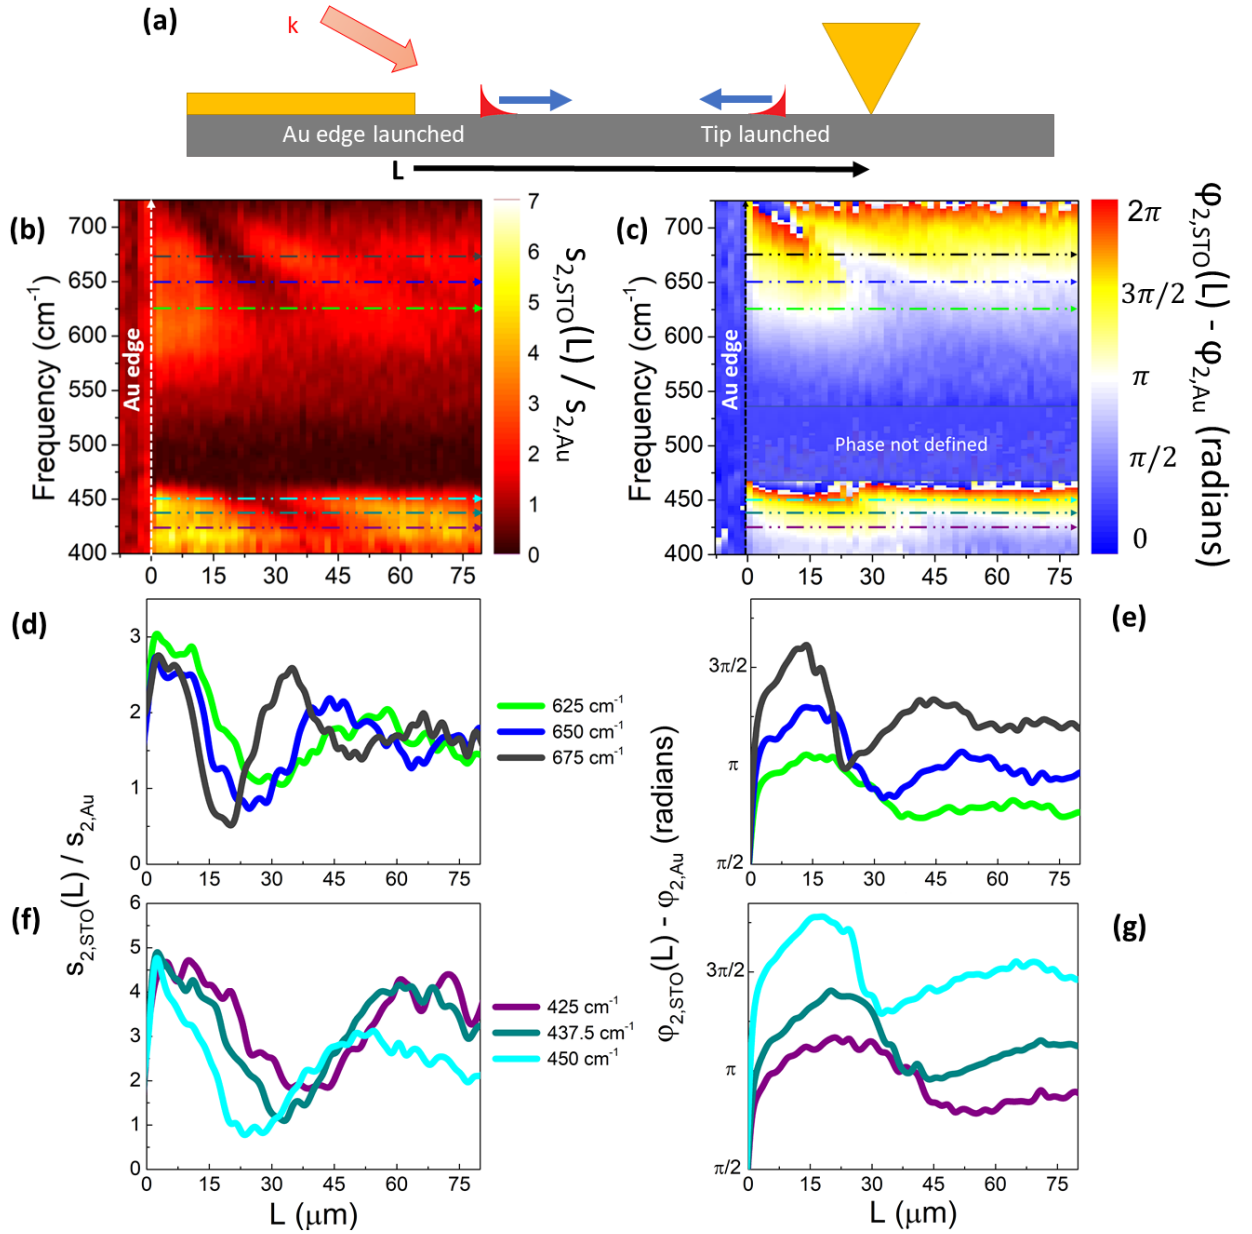 (a)
k
Au edge launched
Tip launched
L
(b)
Frequency (cm⁻¹)
700
650
600
550
500
450
400
Au edge
0 15 30 45 60 75
7
6
5
4
3
2
1
0
s₂,STO(L) / s₂,Au
(c)
Frequency (cm⁻¹)
700
650
600
550
500
450
400
Au edge
Phase not defined
0 15 30 45 60 75
2π
3π/2
π
π/2
0
φ₂,STO(L) - φ₂,Au (radians)
(d)
3
2
1
0
0 15 30 45 60 75
625 cm⁻¹
650 cm⁻¹
675 cm⁻¹
(e)
3π/2
π
π/2
0 15 30 45 60 75
s₂,STO(L) / s₂,Au
φ₂,STO(L) - φ₂,Au (radians)
(f)
6
5
4
3
2
1
0
0 15 30 45 60 75
L (μm)
425 cm⁻¹
437.5 cm⁻¹
450 cm⁻¹
(g)
3π/2
π
π/2
0 15 30 45 60 75
L (μm)